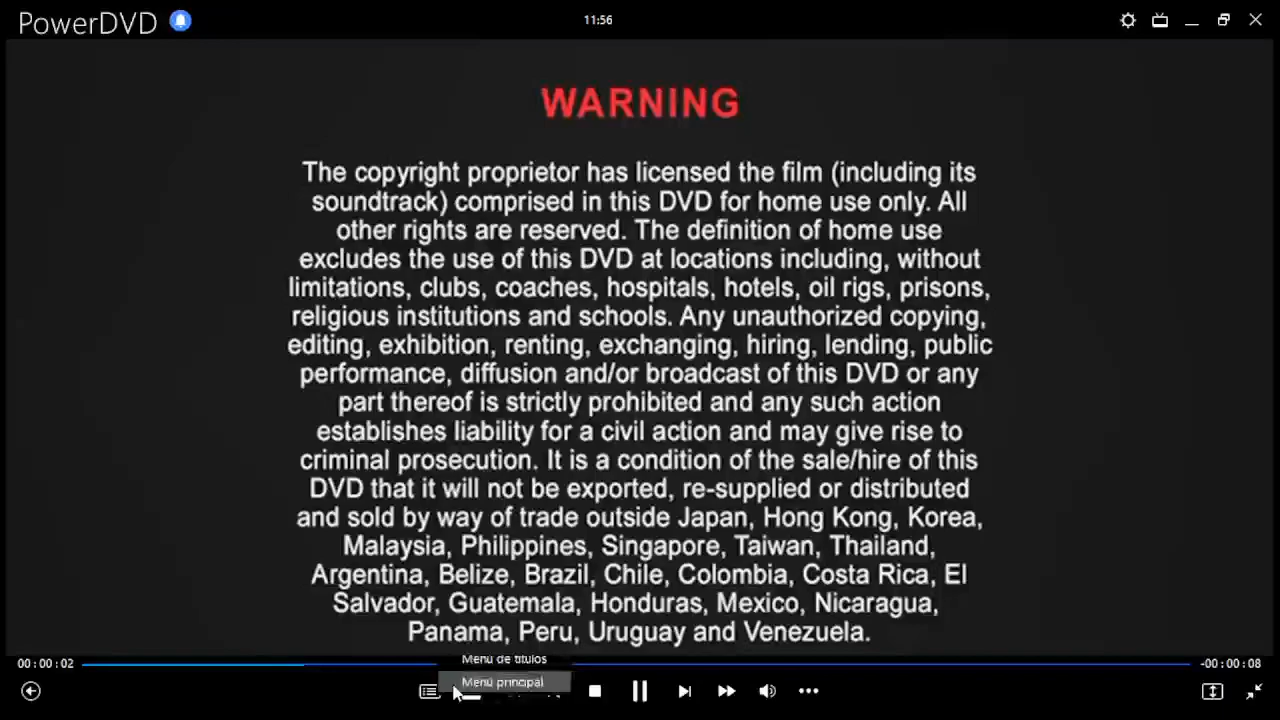 PowerDVD
11:56
WARNING
The copyright proprietor has licensed the film (including its
soundtrack) comprised in this DVD for home use only. All
other rights are reserved. The definition of home use
excludes the use of this DVD at locations including, without
limitations, clubs, coaches, hospitals, hotels, oil rigs, prisons,
religious institutions and schools. Any unauthorized copying,
editing, exhibition, renting, exchanging, hiring, lending, public
performance, diffusion and/or broadcast of this DVD or any
part thereof is strictly prohibited and any such action
establishes liability for a civil action and may give rise to
criminal prosecution. It is a condition of the sale/hire of this
DVD that it will not be exported, re-supplied or distributed
and sold by way of trade outside Japan, Hong Kong, Korea,
Malaysia, Philippines, Singapore, Taiwan, Thailand,
Argentina, Belize, Brazil, Chile, Colombia, Costa Rica, El
Salvador, Guatemala, Honduras, Mexico, Nicaragua,
Panama, Peru, Uruguay and Venezuela.
00:00:02
Menú de títulos
-00:00:08
Menú principal